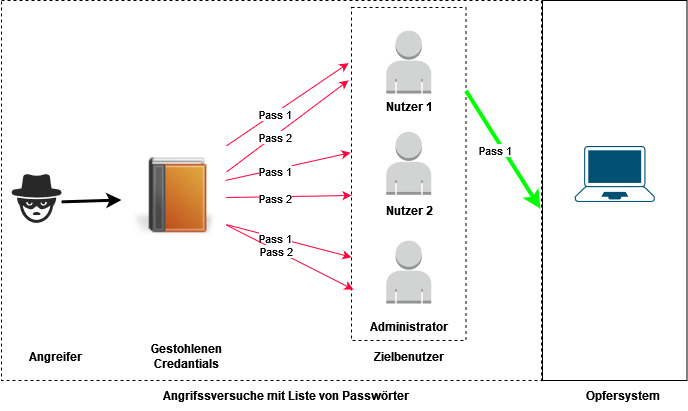 Nutzer 1
Pass 1
Pass 2
Pass 1
Pass 1
Nutzer 2
Pass 2
Pass 1
Pass 2
Administrator
Angreifer
Gestohlenen
Credantials
Zielbenutzer
Angrifssversuche mit Liste von Passwörter
Opfersystem